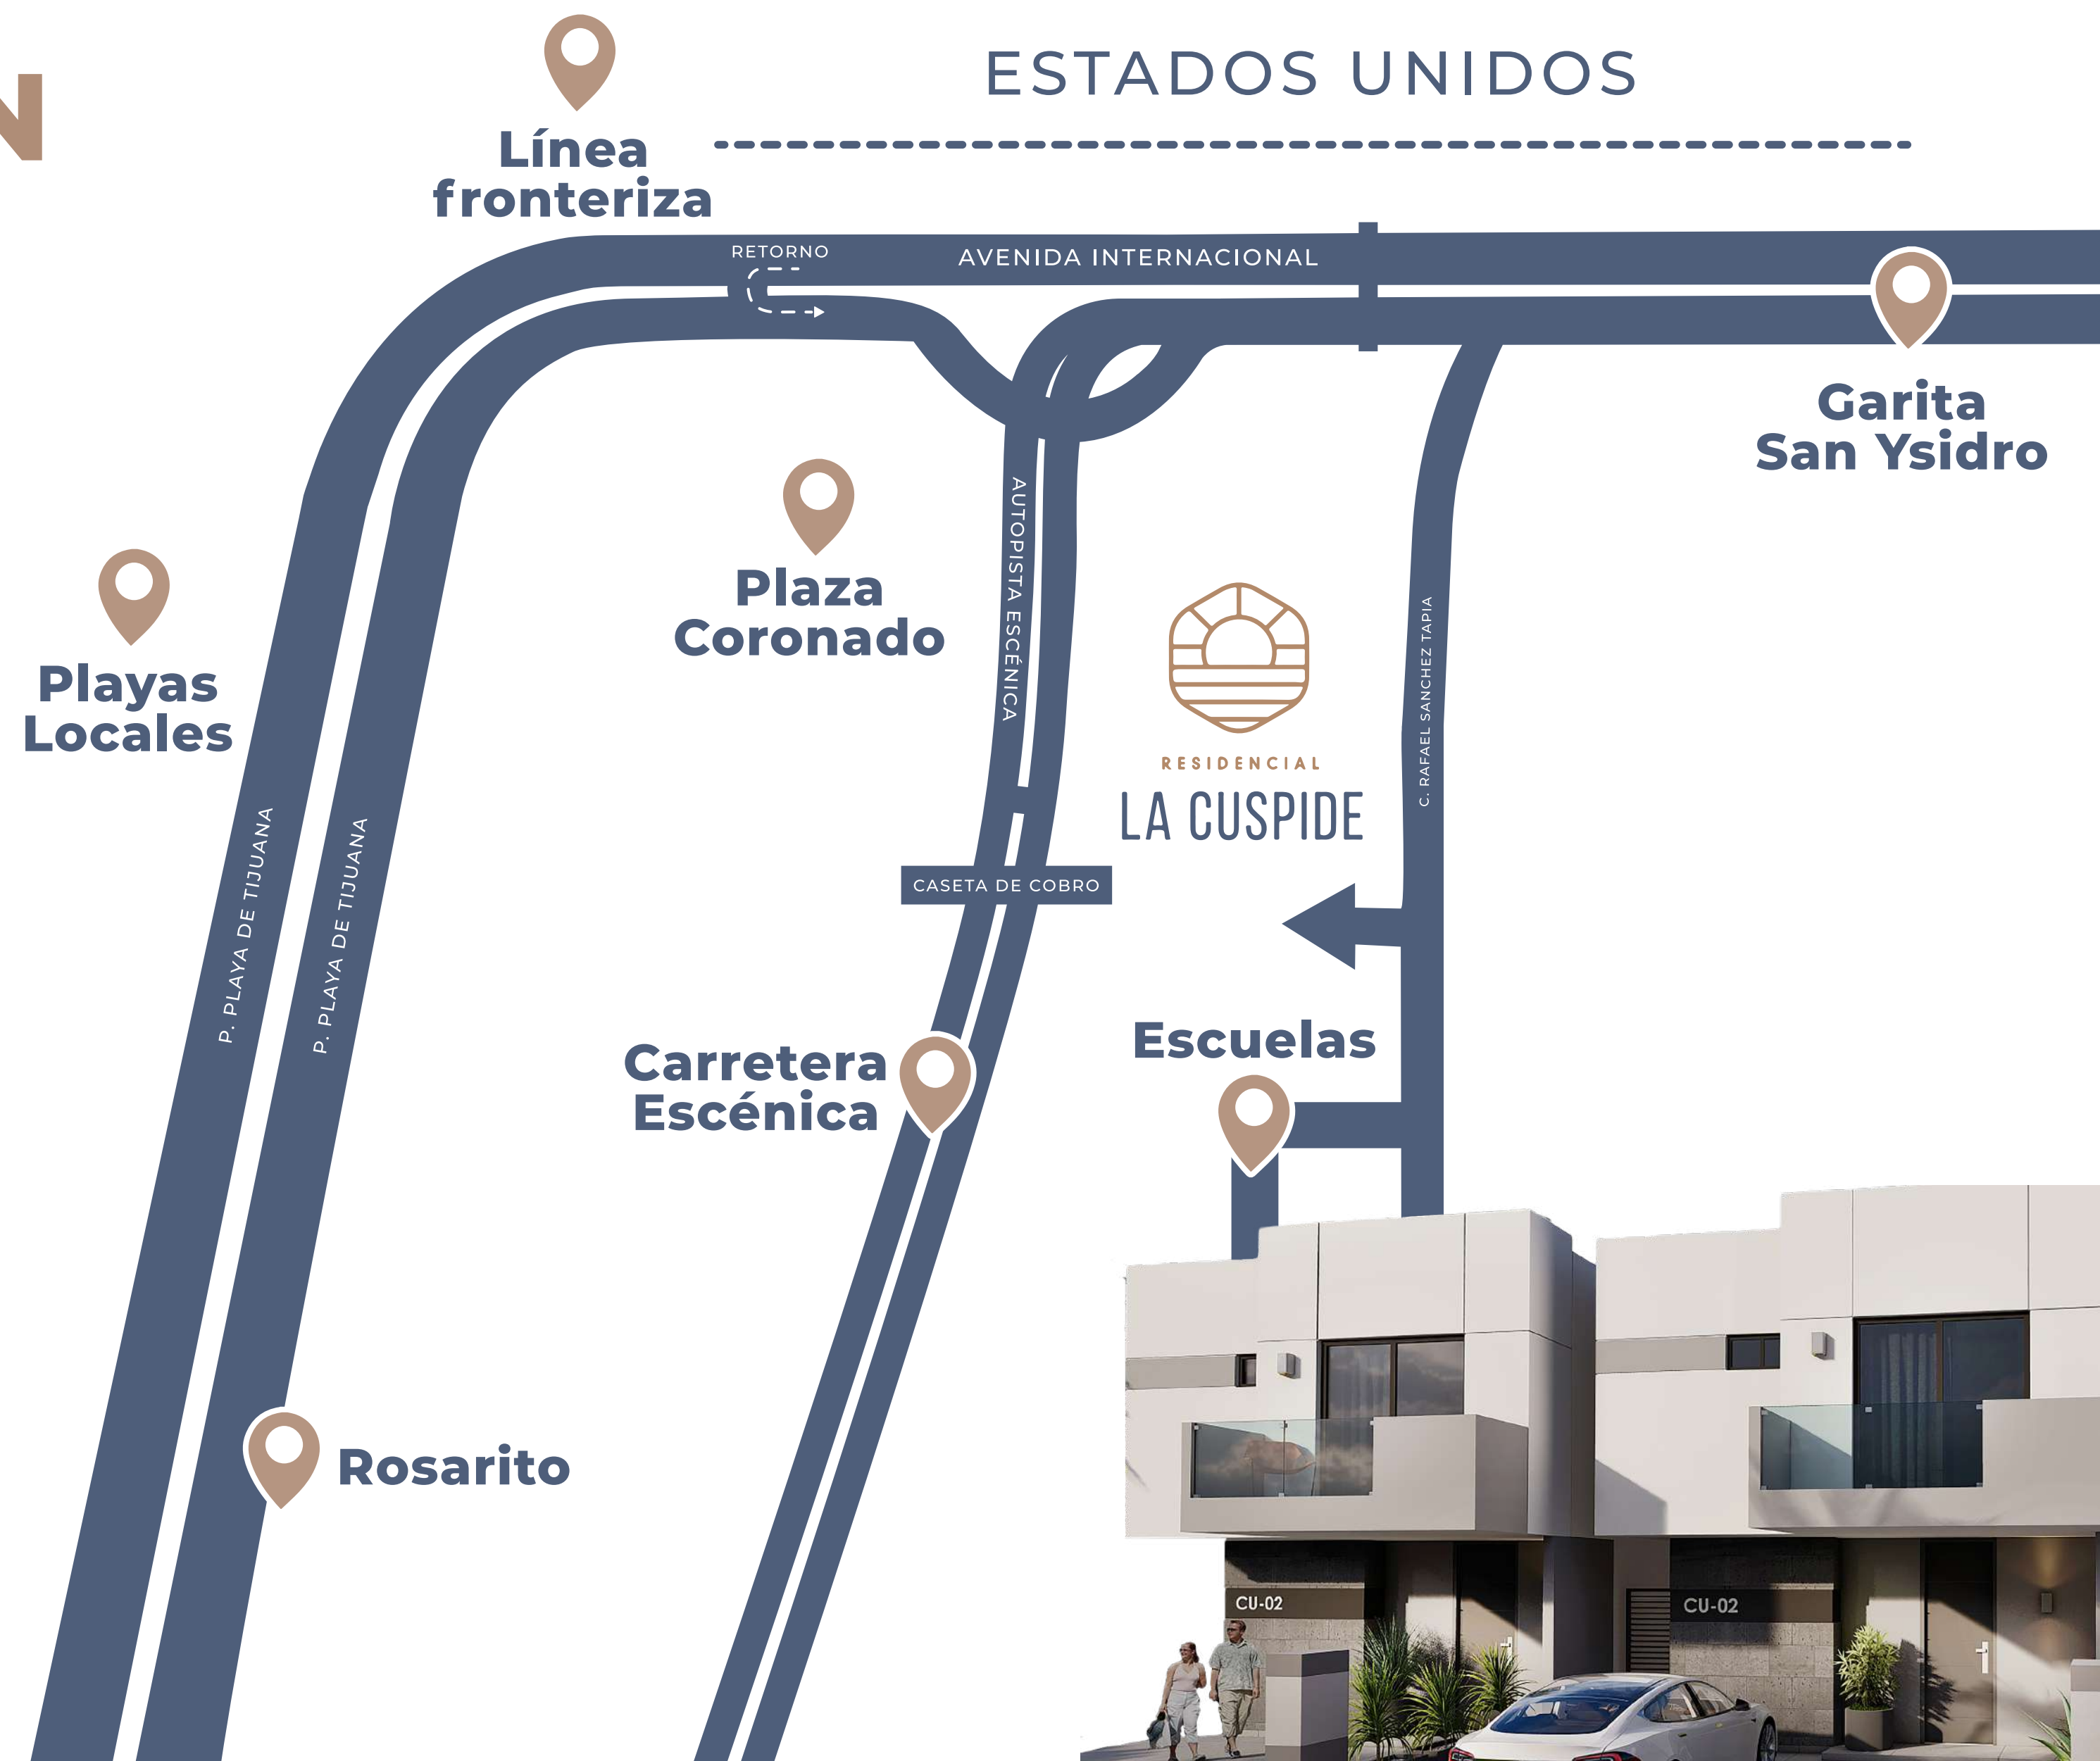 N
ESTADOS UNIDOS
Línea
fronteriza
RETORNO
AVENIDA INTERNACIONAL
Garita
San Ysidro
Plaza
Coronado
AUTOPISTA ESCÉNICA
Playas
Locales
C. RAFAEL SANCHEZ TAPIA
RESIDENCIAL
LA CUSPIDE
P. PLAYA DE TIJUANA
P. PLAYA DE TIJUANA
CASETA DE COBRO
Carretera
Escénica
Escuelas
Rosarito
CU-02
CU-02